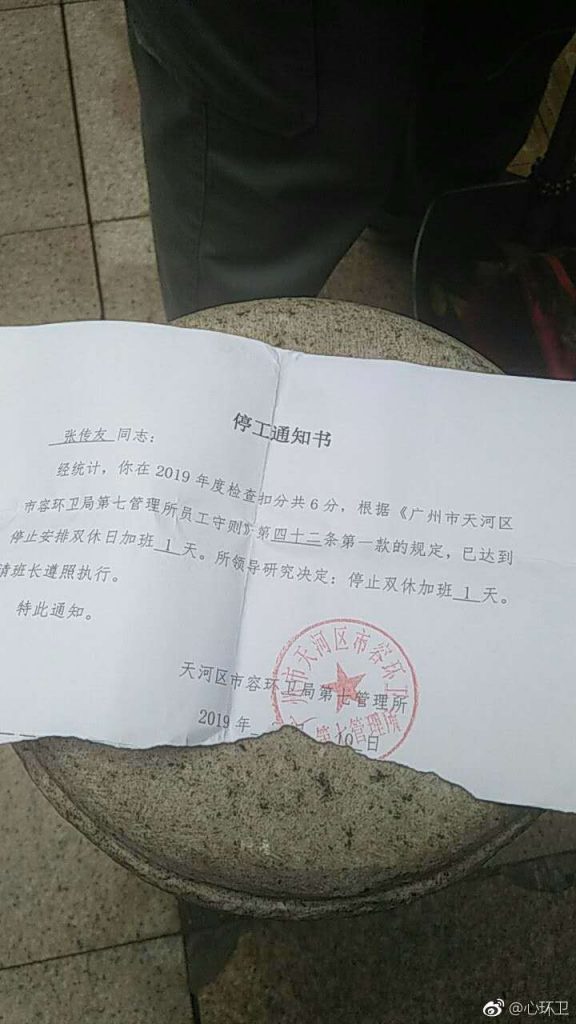 停工通知书
张传友 同志：
经统计，你在 2019 年度检查扣分共 6 分，根据《广州市天河区
市容环卫局第七管理所员工守则》第四十二条第一款的规定，已达到
停止安排双休日加班 1 天。所领导研究决定：停止双休加班 1 天。
请班长遵照执行。
特此通知。
天河区市容环卫局第七管理所
2019 年 10 日
广州市天河区市容环卫
第七管理所
@心环卫